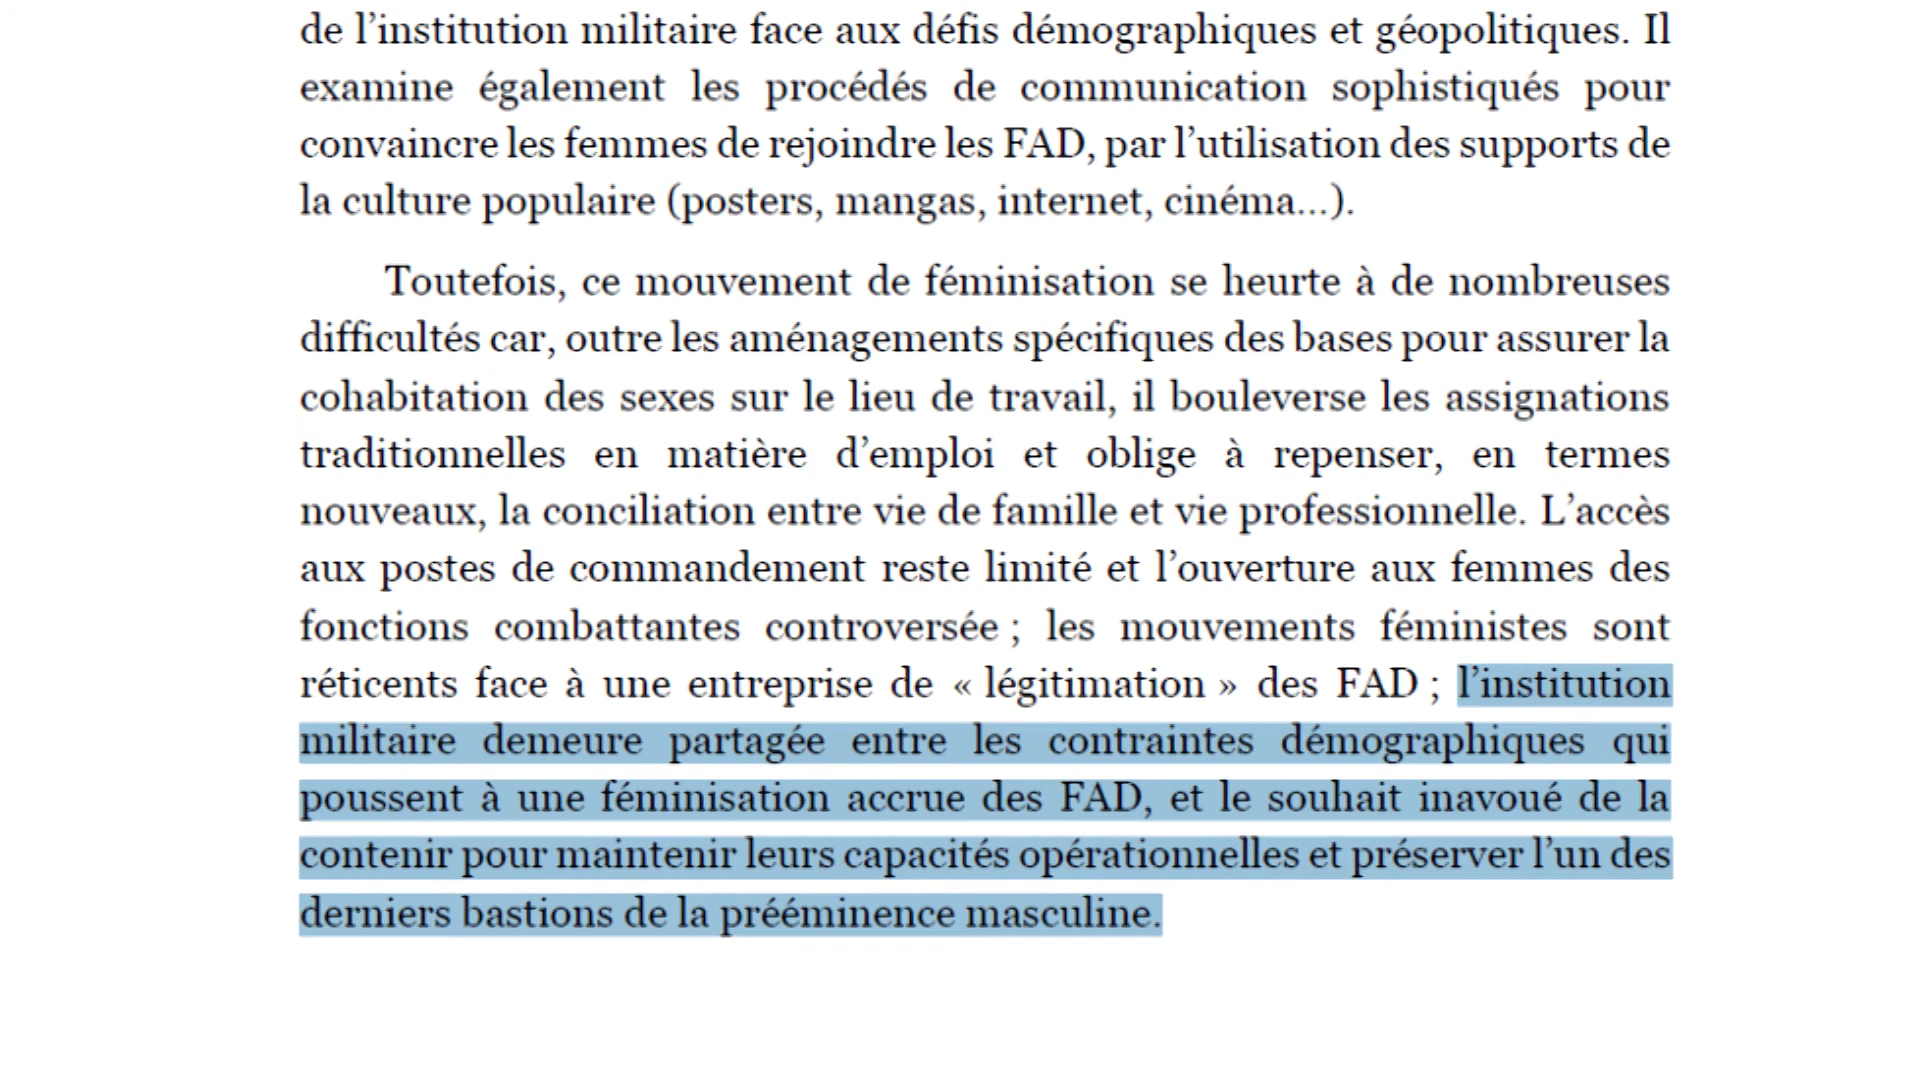 de l’institution militaire face aux défis démographiques et géopolitiques. Il
examine également les procédés de communication sophistiqués pour
convaincre les femmes de rejoindre les FAD, par l’utilisation des supports de
la culture populaire (posters, mangas, internet, cinéma…).
Toutefois, ce mouvement de féminisation se heurte à de nombreuses
difficultés car, outre les aménagements spécifiques des bases pour assurer la
cohabitation des sexes sur le lieu de travail, il bouleverse les assignations
traditionnelles en matière d’emploi et oblige à repenser, en termes
nouveaux, la conciliation entre vie de famille et vie professionnelle. L’accès
aux postes de commandement reste limité et l’ouverture aux femmes des
fonctions combattantes controversée ; les mouvements féministes sont
réticents face à une entreprise de « légitimation » des FAD ; l’institution
militaire demeure partagée entre les contraintes démographiques qui
poussent à une féminisation accrue des FAD, et le souhait inavoué de la
contenir pour maintenir leurs capacités opérationnelles et préserver l’un des
derniers bastions de la prééminence masculine.